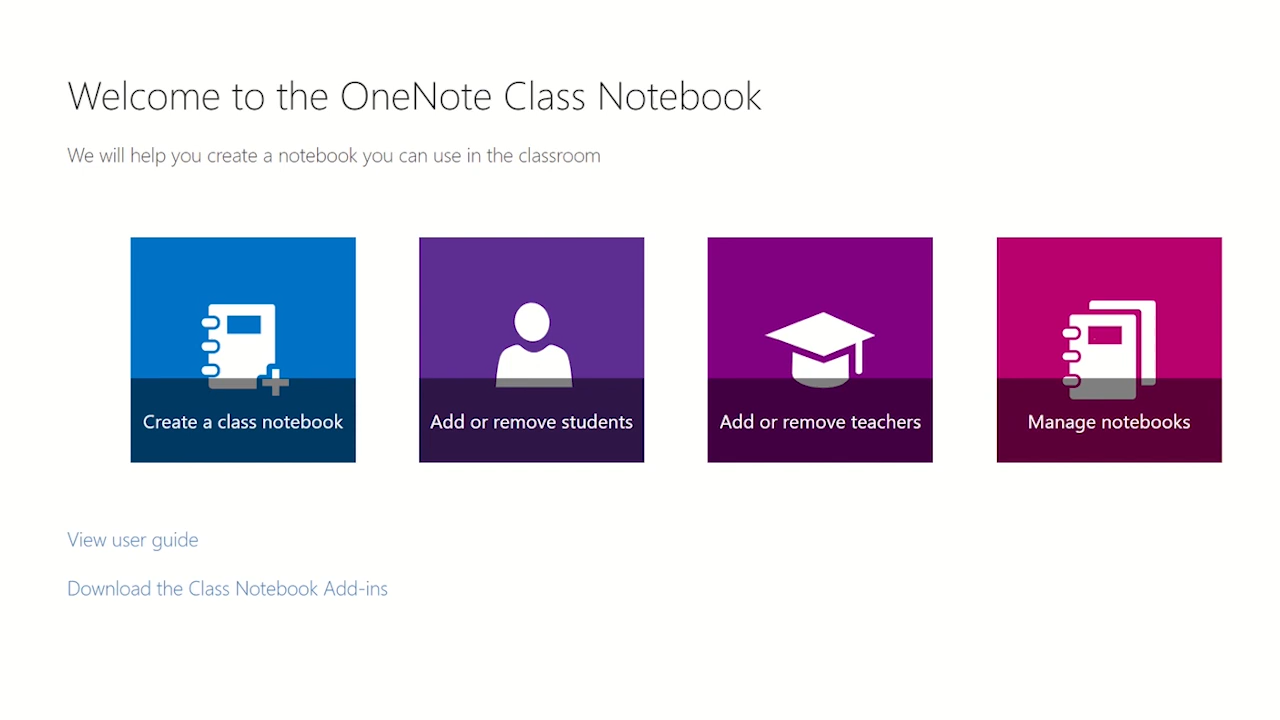 Welcome to the OneNote Class Notebook
We will help you create a notebook you can use in the classroom
Create a class notebook
Add or remove students
Add or remove teachers
Manage notebooks
View user guide
Download the Class Notebook Add-ins